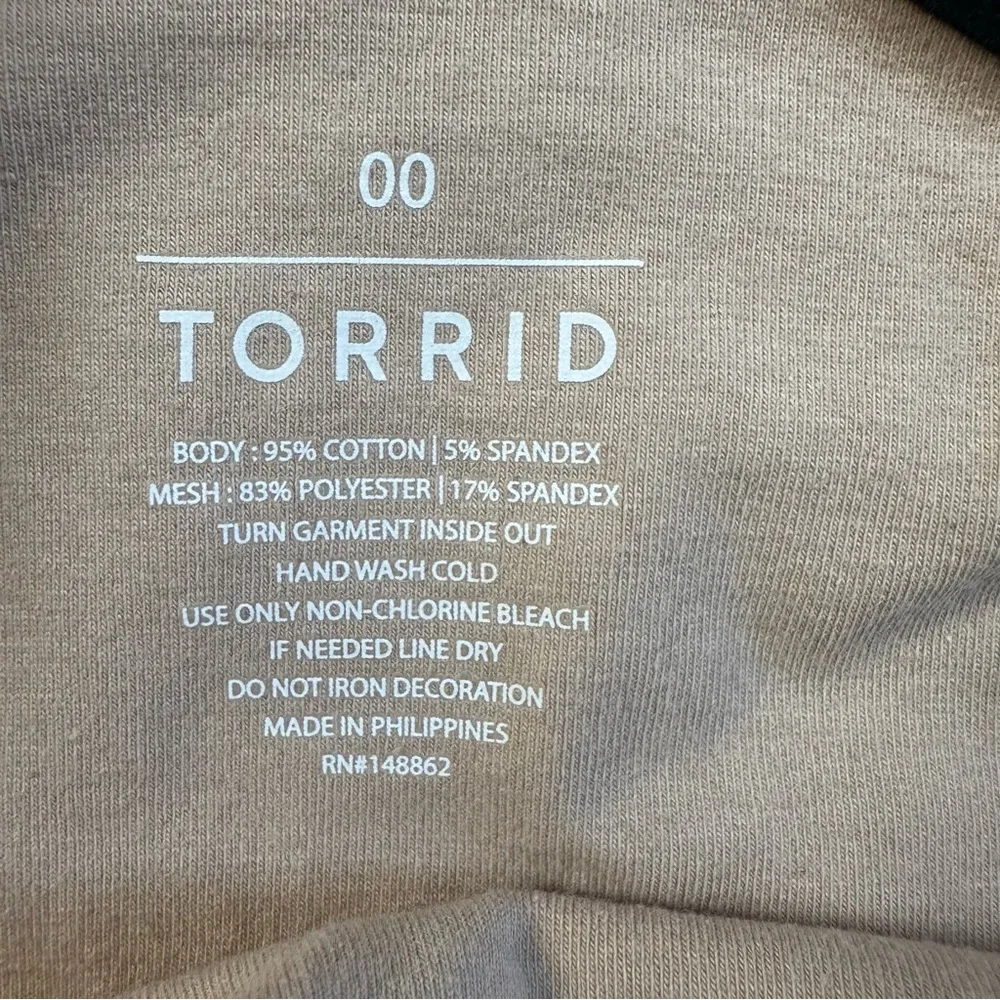 00
TORRID
BODY : 95% COTTON | 5% SPANDEX
MESH : 83% POLYESTER | 17% SPANDEX
TURN GARMENT INSIDE OUT
HAND WASH COLD
USE ONLY NON-CHLORINE BLEACH
IF NEEDED LINE DRY
DO NOT IRON DECORATION
MADE IN PHILIPPINES
RN#148862